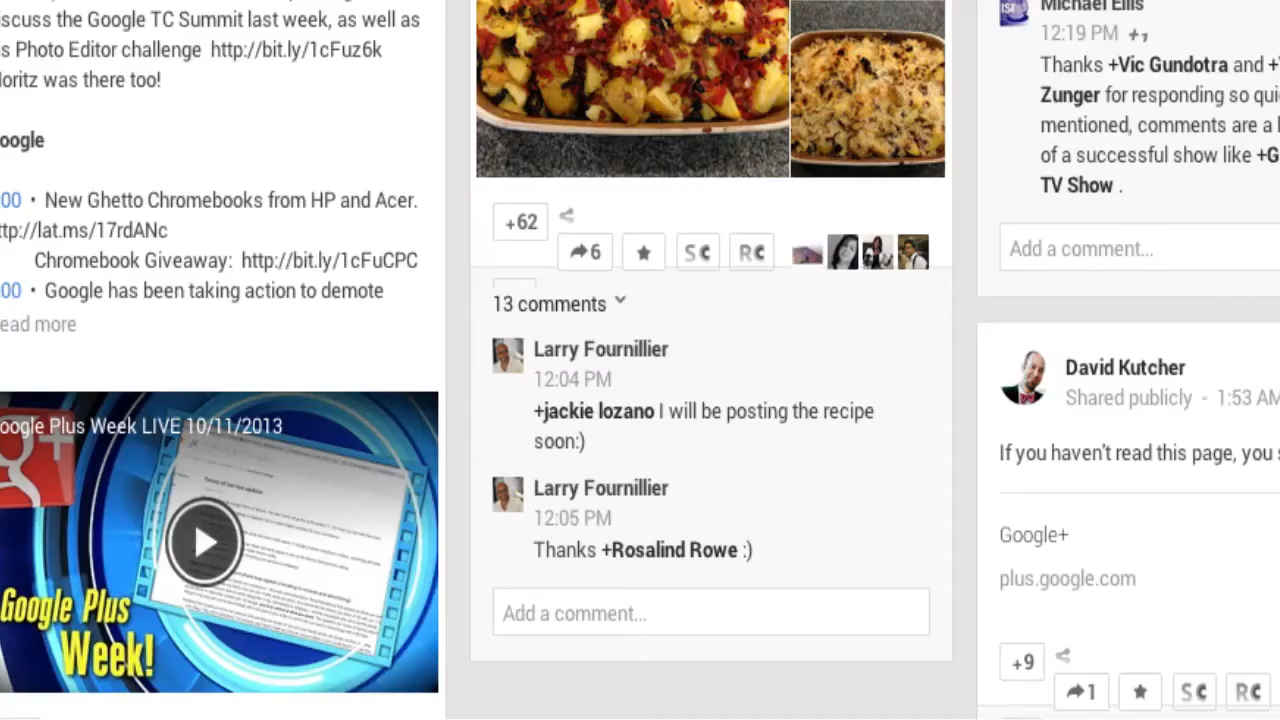 iscuss the Google TC Summit last week, as well as
s Photo Editor challenge http://bit.ly/1cFuz6k
oritz was there too!
oogle
00 • New Ghetto Chromebooks from HP and Acer.
ttp://lat.ms/17rdANc
Chromebook Giveaway: http://bit.ly/1cFuCPC
00 • Google has been taking action to demote
ead more
oogle Plus Week LIVE 10/11/2013
g+
Google Plus
Week!
+62
6
SC
RC
13 comments
Larry Fournillier
12:04 PM
+jackie lozano I will be posting the recipe
soon:)
Larry Fournillier
12:05 PM
Thanks +Rosalind Rowe :)
Add a comment...
Michael Ellis
12:19 PM +1
Thanks +Vic Gundotra and +Y
Zunger for responding so qui
mentioned, comments are a l
of a successful show like +G
TV Show .
Add a comment...
David Kutcher
Shared publicly - 1:53 AM
If you haven't read this page, you s
Google+
plus.google.com
+9
1
SC
RC